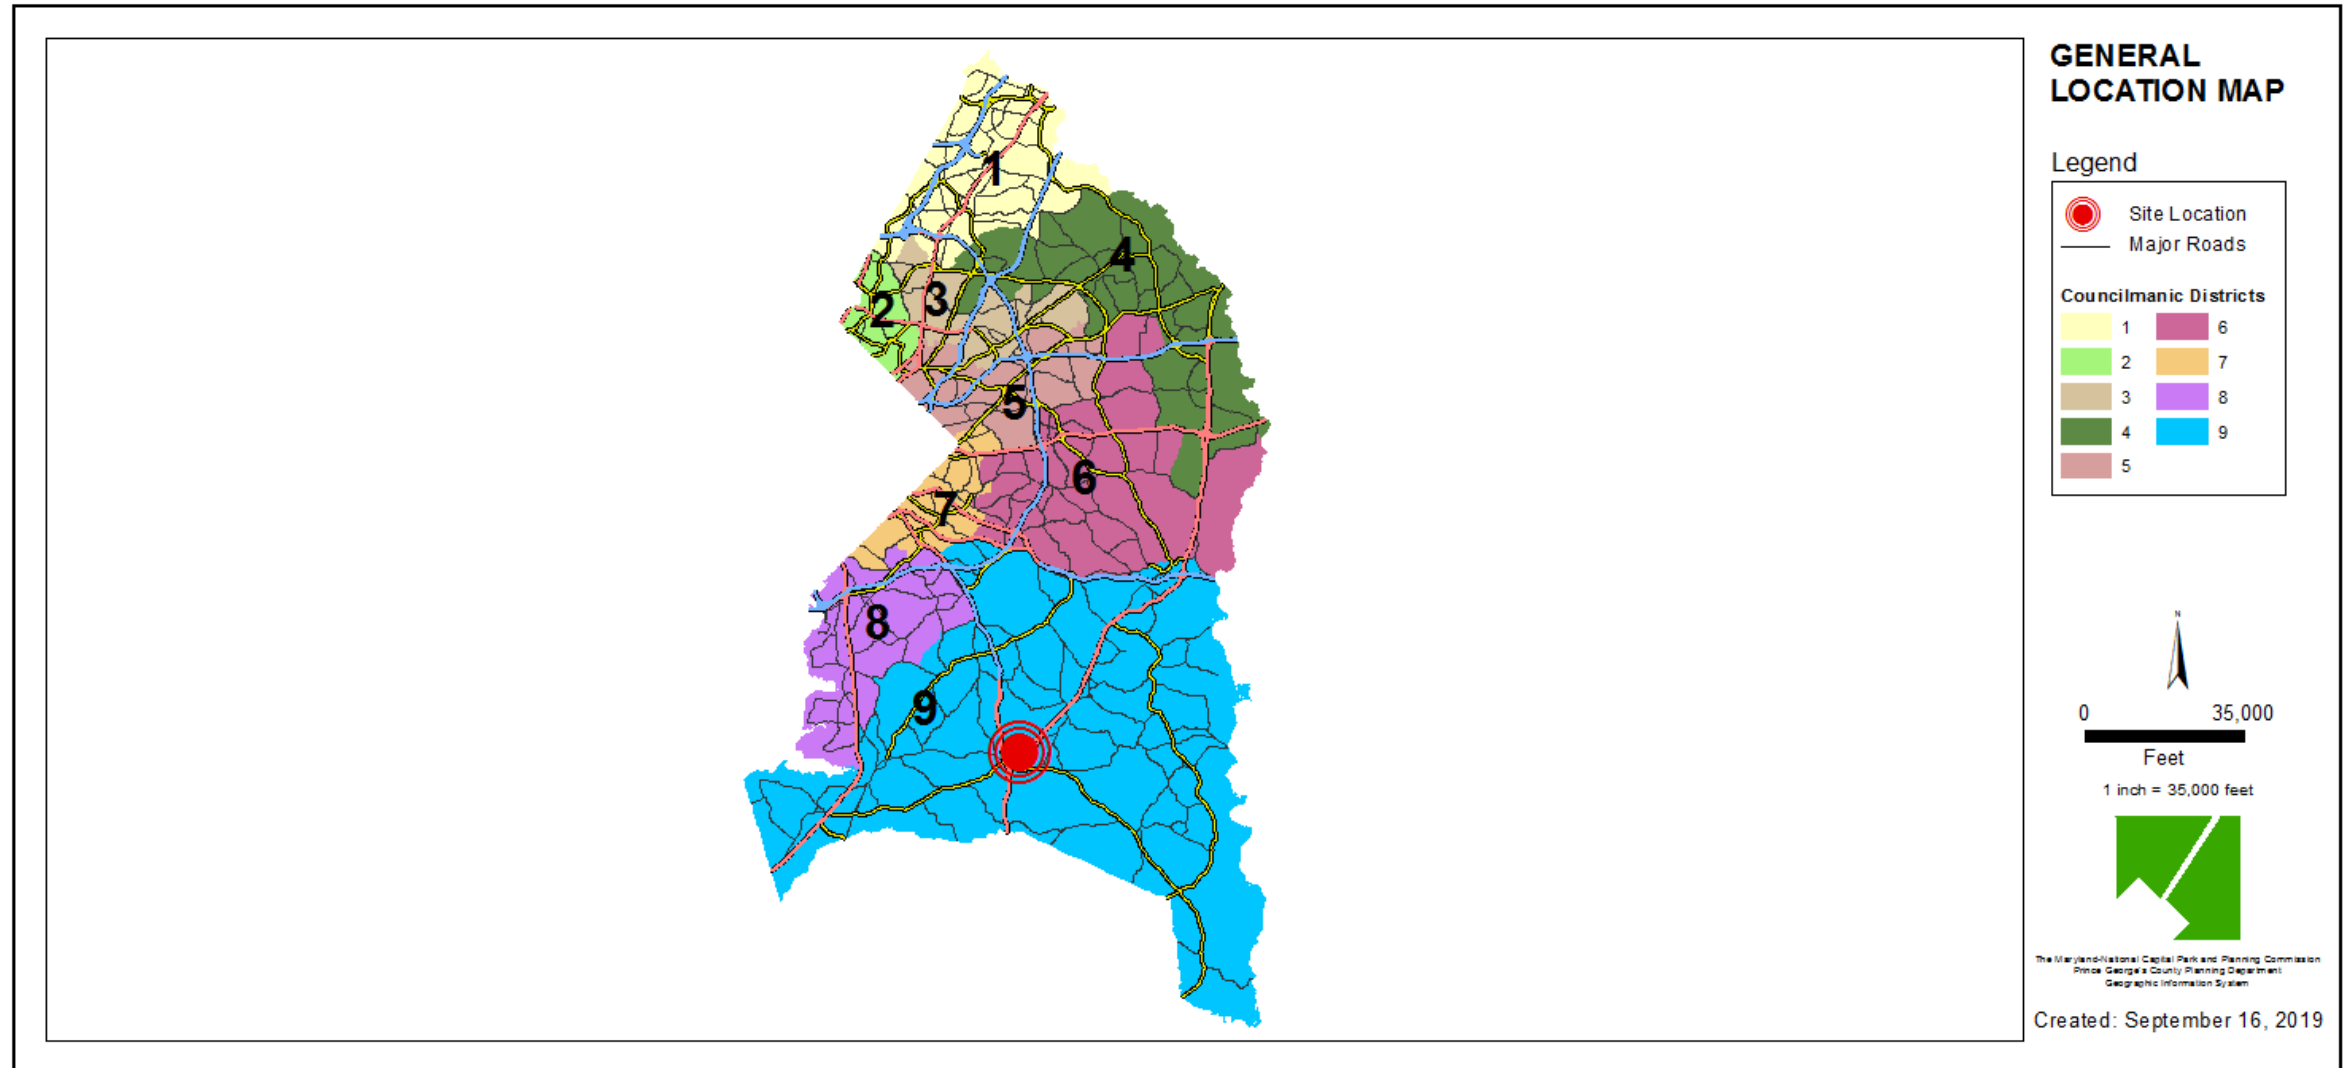 GENERAL
LOCATION MAP
Legend
Site Location
Major Roads
Councilmanic Districts
1 6
2 7
3 8
4 9
5
1
4
2
3
5
6
7
8
9
N
0 35,000
Feet
1 inch = 35,000 feet
The Maryland-National Capital Park and Planning Commission
Prince George's County Planning Department
Geographic Information System
Created: September 16, 2019